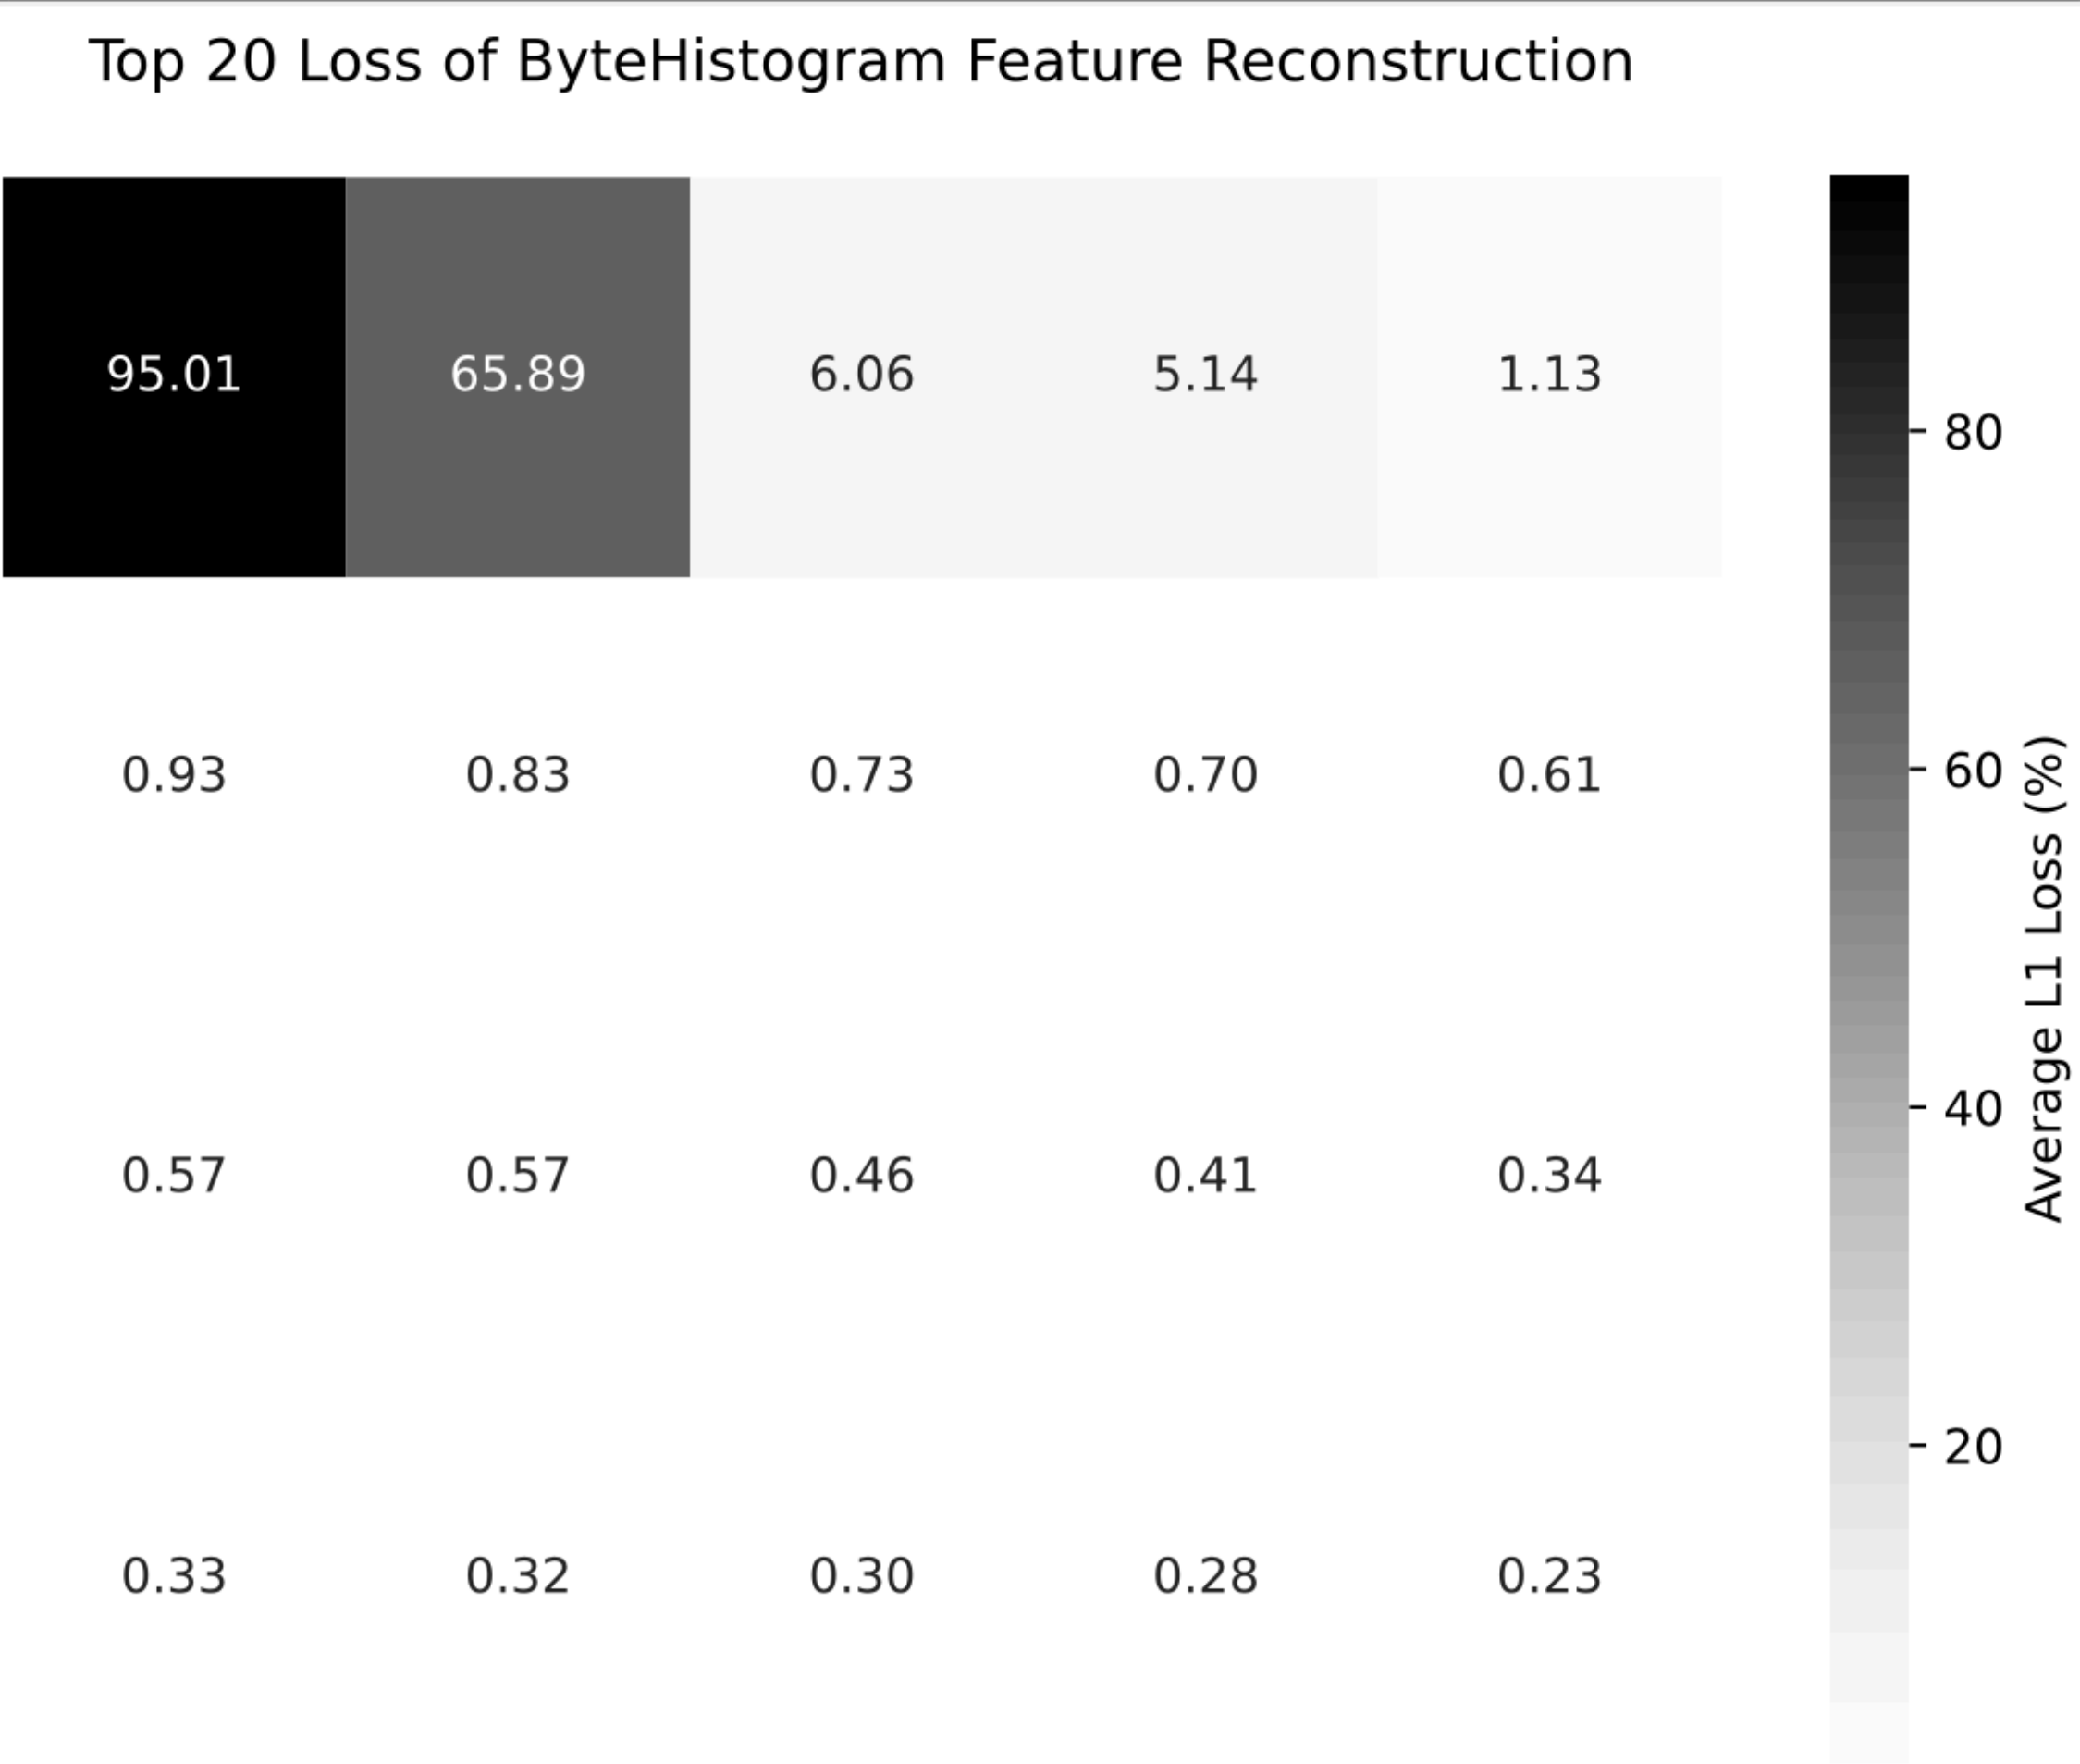 Top 20 Loss of ByteHistogram Feature Reconstruction
95.01 65.89 6.06 5.14 1.13
0.93 0.83 0.73 0.70 0.61
0.57 0.57 0.46 0.41 0.34
0.33 0.32 0.30 0.28 0.23
80
60
40
20
Average L1 Loss (%)